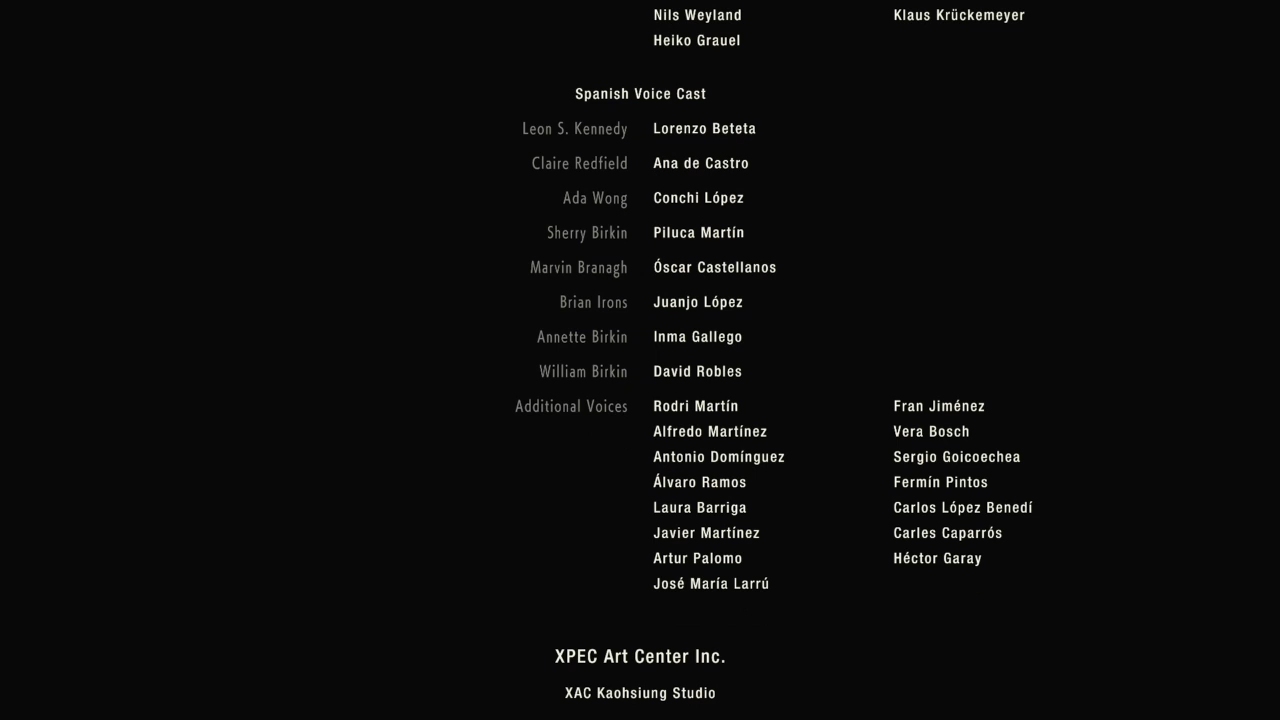 Nils Weyland Klaus Krückemeyer
Heiko Grauel
Spanish Voice Cast
Leon S. Kennedy Lorenzo Beteta
Claire Redfield Ana de Castro
Ada Wong Conchi López
Sherry Birkin Piluca Martín
Marvin Branagh Óscar Castellanos
Brian Irons Juanjo López
Annette Birkin Inma Gallego
William Birkin David Robles
Additional Voices Rodri Martín Fran Jiménez
Alfredo Martínez Vera Bosch
Antonio Domínguez Sergio Goicoechea
Álvaro Ramos Fermín Pintos
Laura Barriga Carlos López Benedí
Javier Martínez Carles Caparrós
Artur Palomo Héctor Garay
José María Larrú
XPEC Art Center Inc.
XAC Kaohsiung Studio